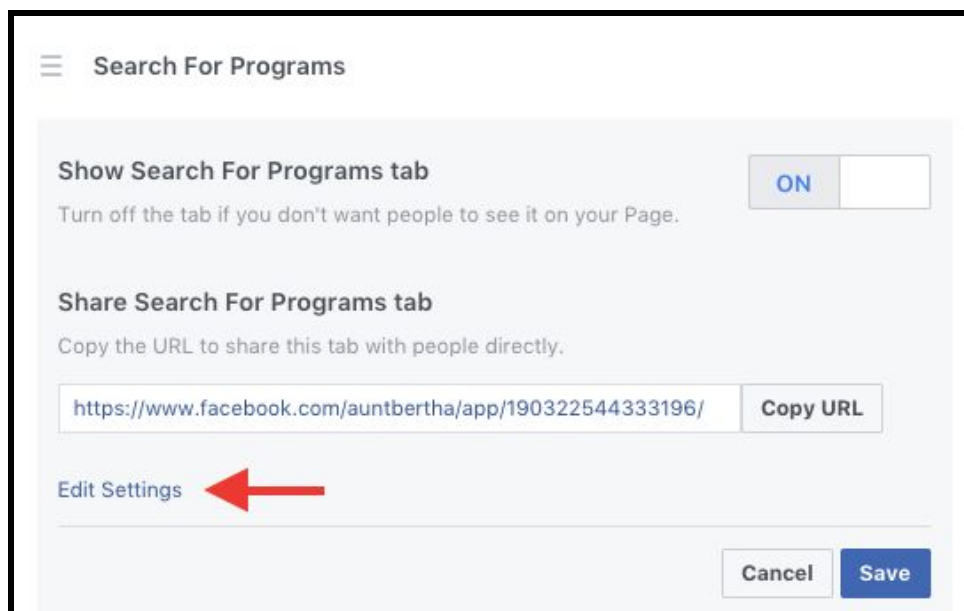 Search For Programs
Show Search For Programs tab
ON
Turn off the tab if you don't want people to see it on your Page.
Share Search For Programs tab
Copy the URL to share this tab with people directly.
https://www.facebook.com/auntbertha/app/190322544333196/
Copy URL
Edit Settings
Cancel
Save